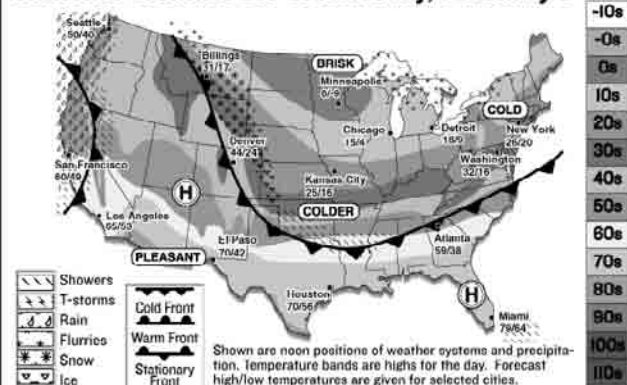 Seattle
50/40
Billings
11/17
BRISK
Minneapolis
0/-9
COLD
Chicago
15/4
Detroit
18/9
New York
26/20
Denver
44/24
Washington
32/16
San Francisco
60/49
Kansas City
25/16
H
COLDER
Los Angeles
65/53
El Paso
70/42
Atlanta
59/38
PLEASANT
Houston
70/56
H
Miami
79/64
Showers
T-storms
Rain
Flurries
Snow
Ice
Cold Front
Warm Front
Stationary
Front
Shown are noon positions of weather systems and precipita-
tion. Temperature bands are highs for the day. Forecast
high/low temperatures are given for selected cities.
-10s
-0s
0s
10s
20s
30s
40s
50s
60s
70s
80s
90s
100s
110s